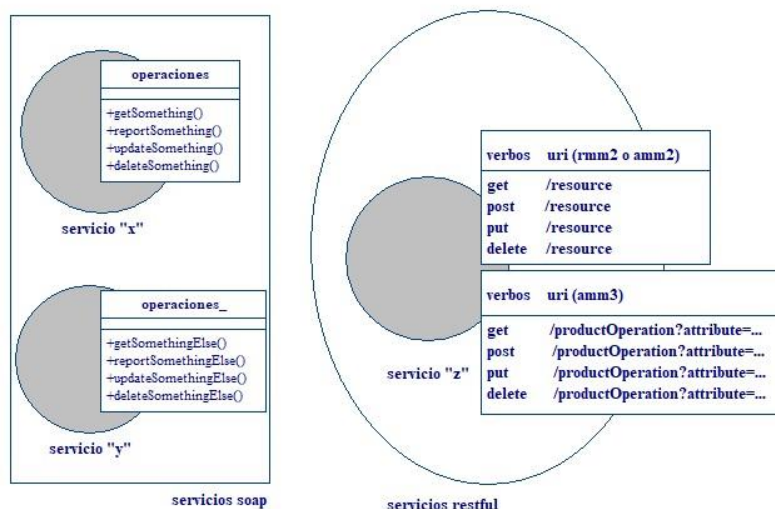 operaciones
+getSomething()
+reportSomething()
+updateSomething()
+deleteSomething()
servicio "x"
operaciones_
+getSomethingElse()
+reportSomethingElse()
+updateSomethingElse()
+deleteSomethingElse()
servicio "y"
servicios soap
verbos uri (rmm2 o amm2)
get /resource
post /resource
put /resource
delete /resource
verbos uri (amm3)
get /productOperation?attribute=...
post /productOperation?attribute=...
put /productOperation?attribute=...
delete /productOperation?attribute=...
servicio "z"
servicios restful